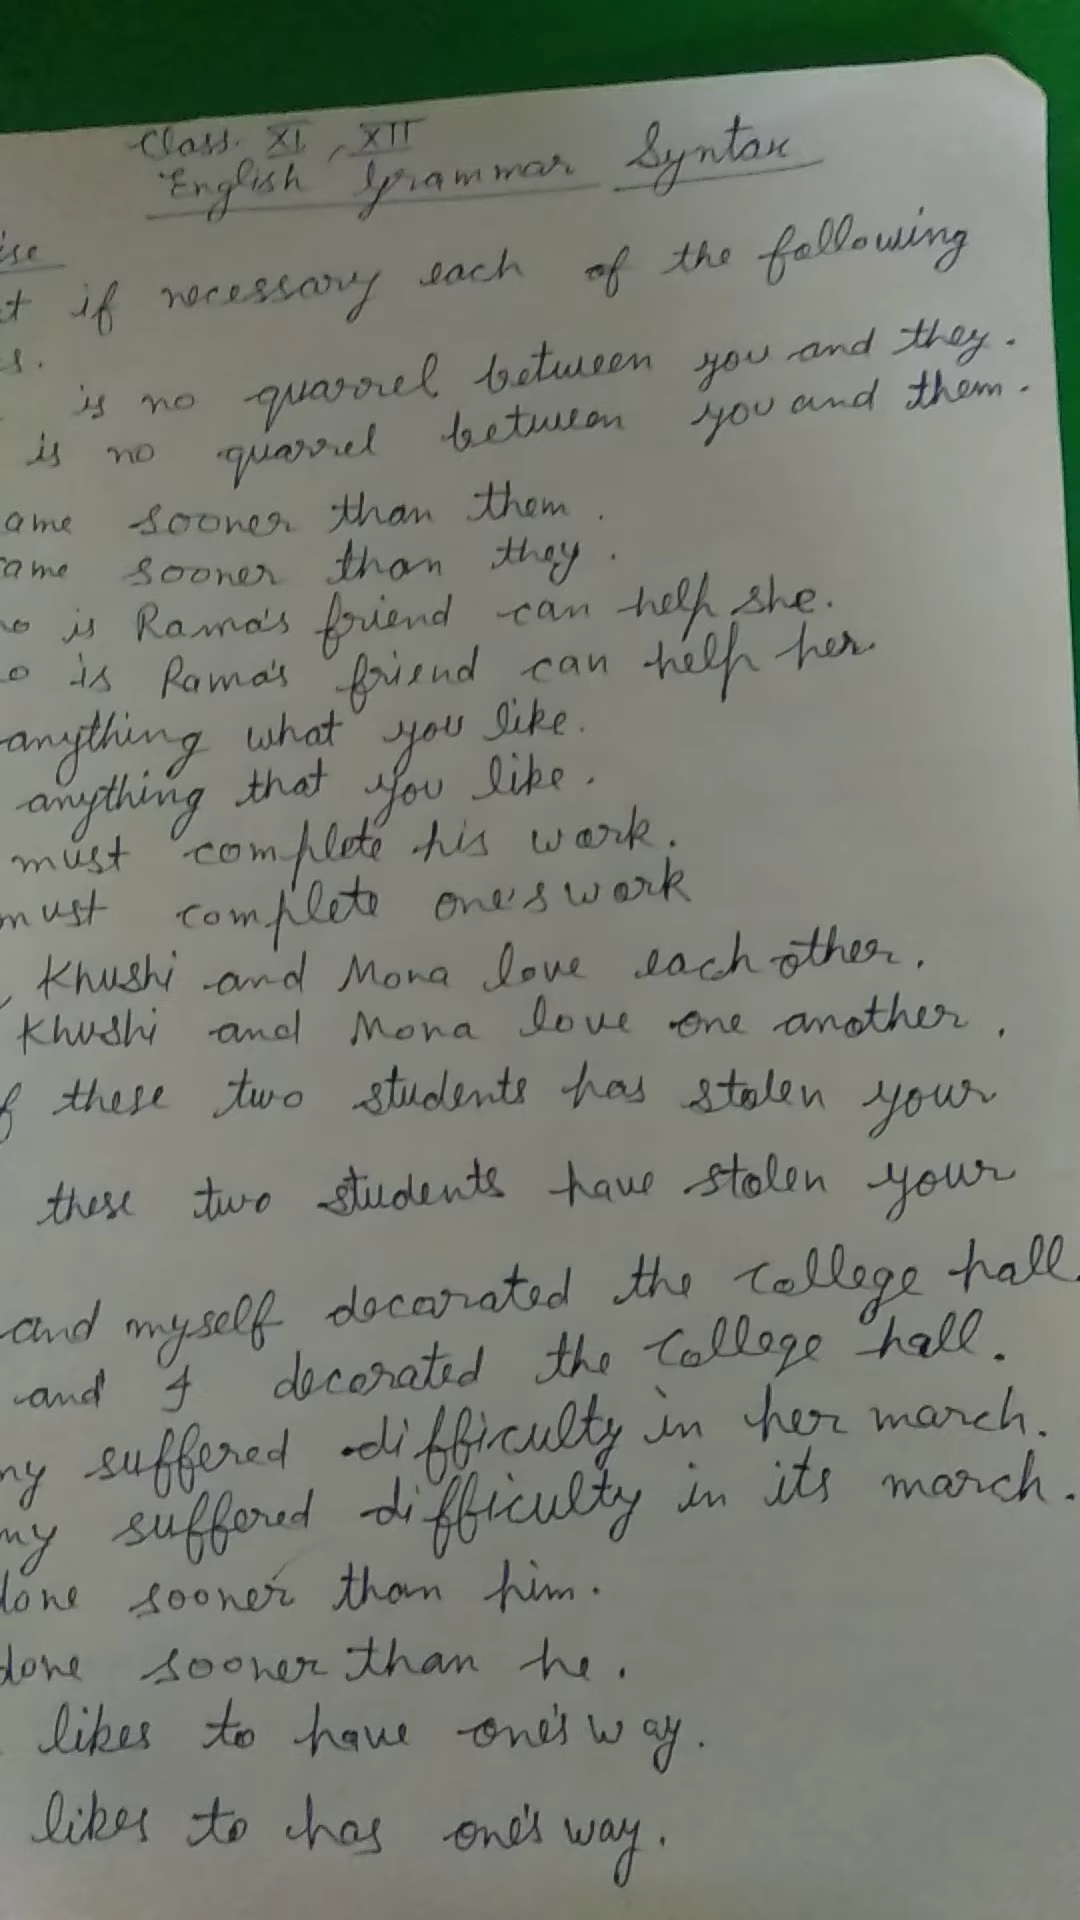 Class. XI, XII
English Grammar Syntax
if necessary each of the following
is no quarrel between you and they.
is no quarrel between you and them.
sooner than them.
sooner than they.
is Rama's friend can help she.
is Rama's friend can help her.
anything what you like.
anything that you like.
must complete his work.
must complete one's work
Khushi and Mona love each other.
Khushi and Mona love one another.
these two students has stolen your
these two students have stolen your
and myself decorated the College hall.
and I decorated the College hall.
suffered difficulty in her march.
suffered difficulty in its march.
sooner than him.
sooner than he.
likes to have one's way.
likes to has one's way.